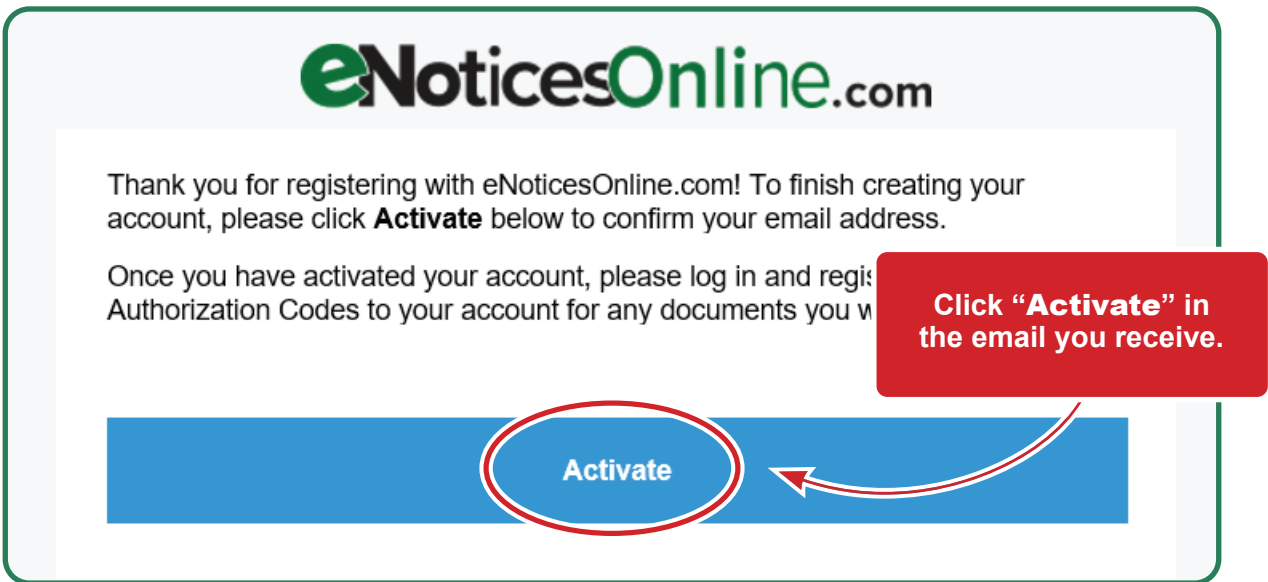 eNoticesOnline.com
Thank you for registering with eNoticesOnline.com! To finish creating your
account, please click Activate below to confirm your email address.
Once you have activated your account, please log in and
Authorization Codes to your account for any documents you
Click “Activate” in
the email you receive.
Activate